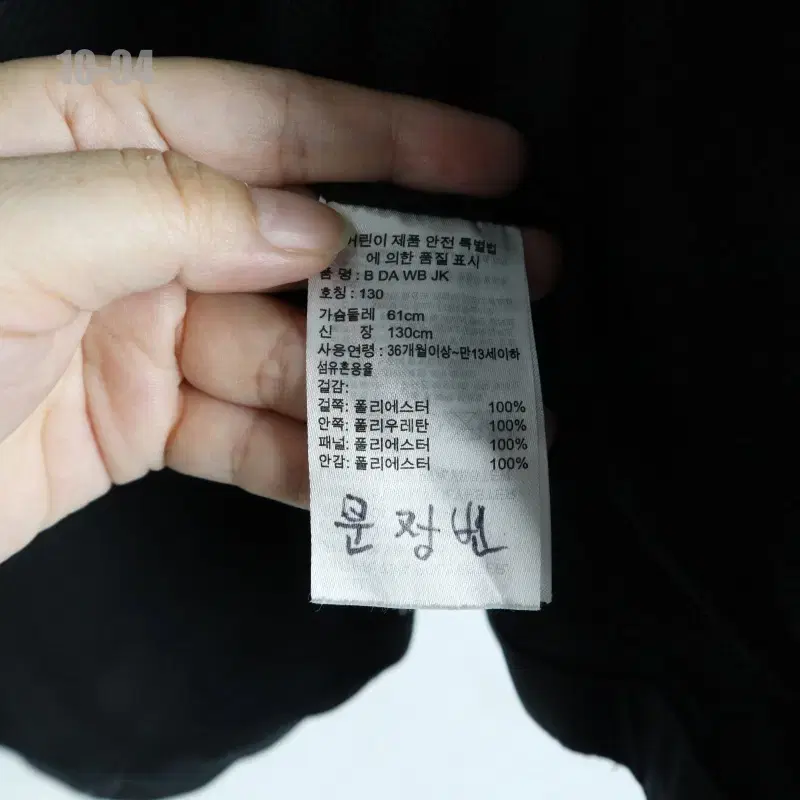 16-04
어린이 제품 안전 특별법
에 의한 품질 표시
품 명 : B DA WB JK
호칭 : 130
가슴둘레 61cm
신 장 130cm
사용연령 : 36개월이상~만13세이하
섬유혼용율
겉감:
겉쪽: 폴리에스터 100%
안쪽: 폴리우레탄 100%
패널: 폴리에스터 100%
안감: 폴리에스터 100%
문 장 번